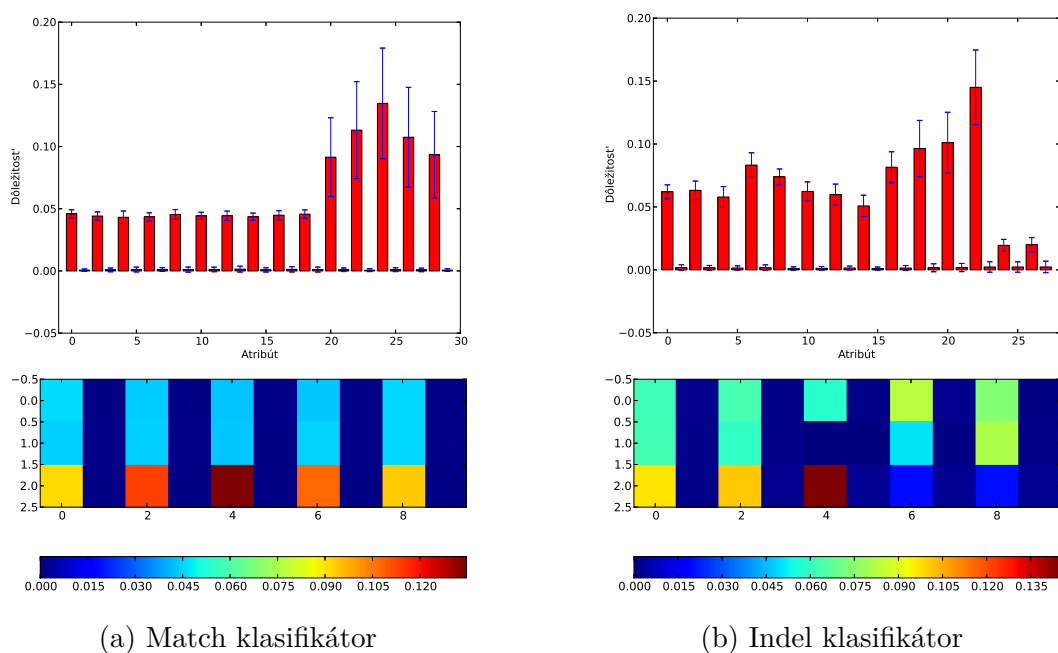 0.20
0.15
0.10
0.05
0.00
−0.05
Dôležitosť
0 5 10 15 20 25 30
Atribút
−0.5
0.0
0.5
1.0
1.5
2.0
2.5
0 2 4 6 8
0.000 0.015 0.030 0.045 0.060 0.075 0.090 0.105 0.120
(a) Match klasifikátor
0.20
0.15
0.10
0.05
0.00
−0.05
Dôležitosť
0 5 10 15 20 25
Atribút
−0.5
0.0
0.5
1.0
1.5
2.0
2.5
0 2 4 6 8
0.000 0.015 0.030 0.045 0.060 0.075 0.090 0.105 0.120 0.135
(b) Indel klasifikátor